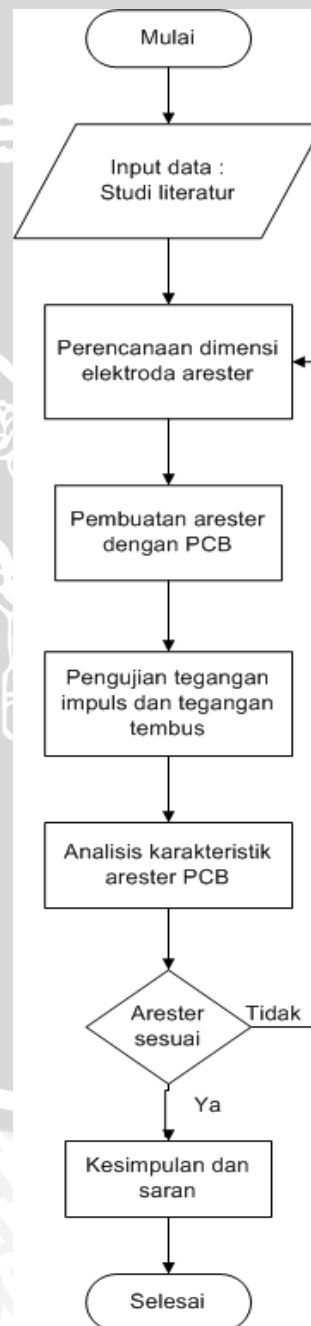 Mulai
Input data :
Studi literatur
Perencanaan dimensi
elektroda arester
Pembuatan arester
dengan PCB
Pengujian tegangan
impuls dan tegangan
tembus
Analisis karakteristik
arester PCB
Arester
sesuai
Tidak
Ya
Kesimpulan dan
saran
Selesai